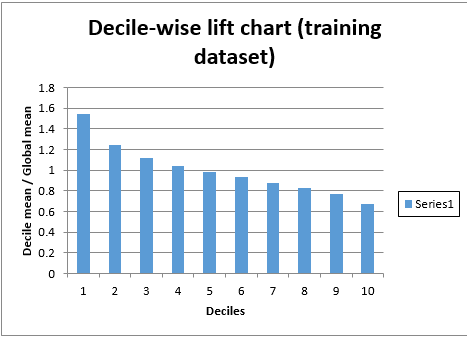 Decile-wise lift chart (training
dataset)
Decile mean / Global mean
1.8
1.6
1.4
1.2
1
0.8
0.6
0.4
0.2
0
1 2 3 4 5 6 7 8 9 10
Deciles
Series1